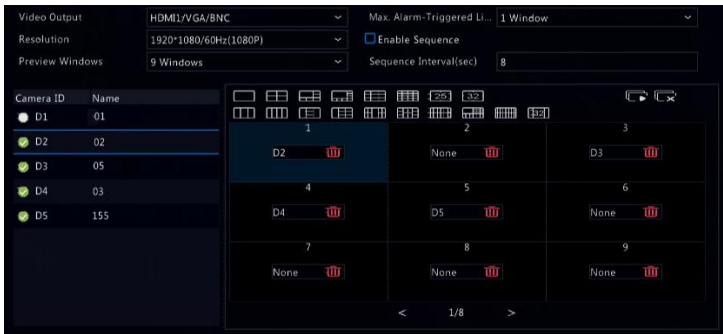 Video Output HDMI1/VGA/BNC Max. Alarm-Triggered Li... 1 Window
Resolution 1920*1080/60Hz(1080P) Enable Sequence
Preview Windows 9 Windows Sequence Interval(sec) 8
Camera ID Name
D1 01
D2 02
D3 05
D4 03
D5 155
25 32
32
1 2 3
D2 None D3
4 5 6
D4 D5 None
7 8 9
None None None
< 1/8 >